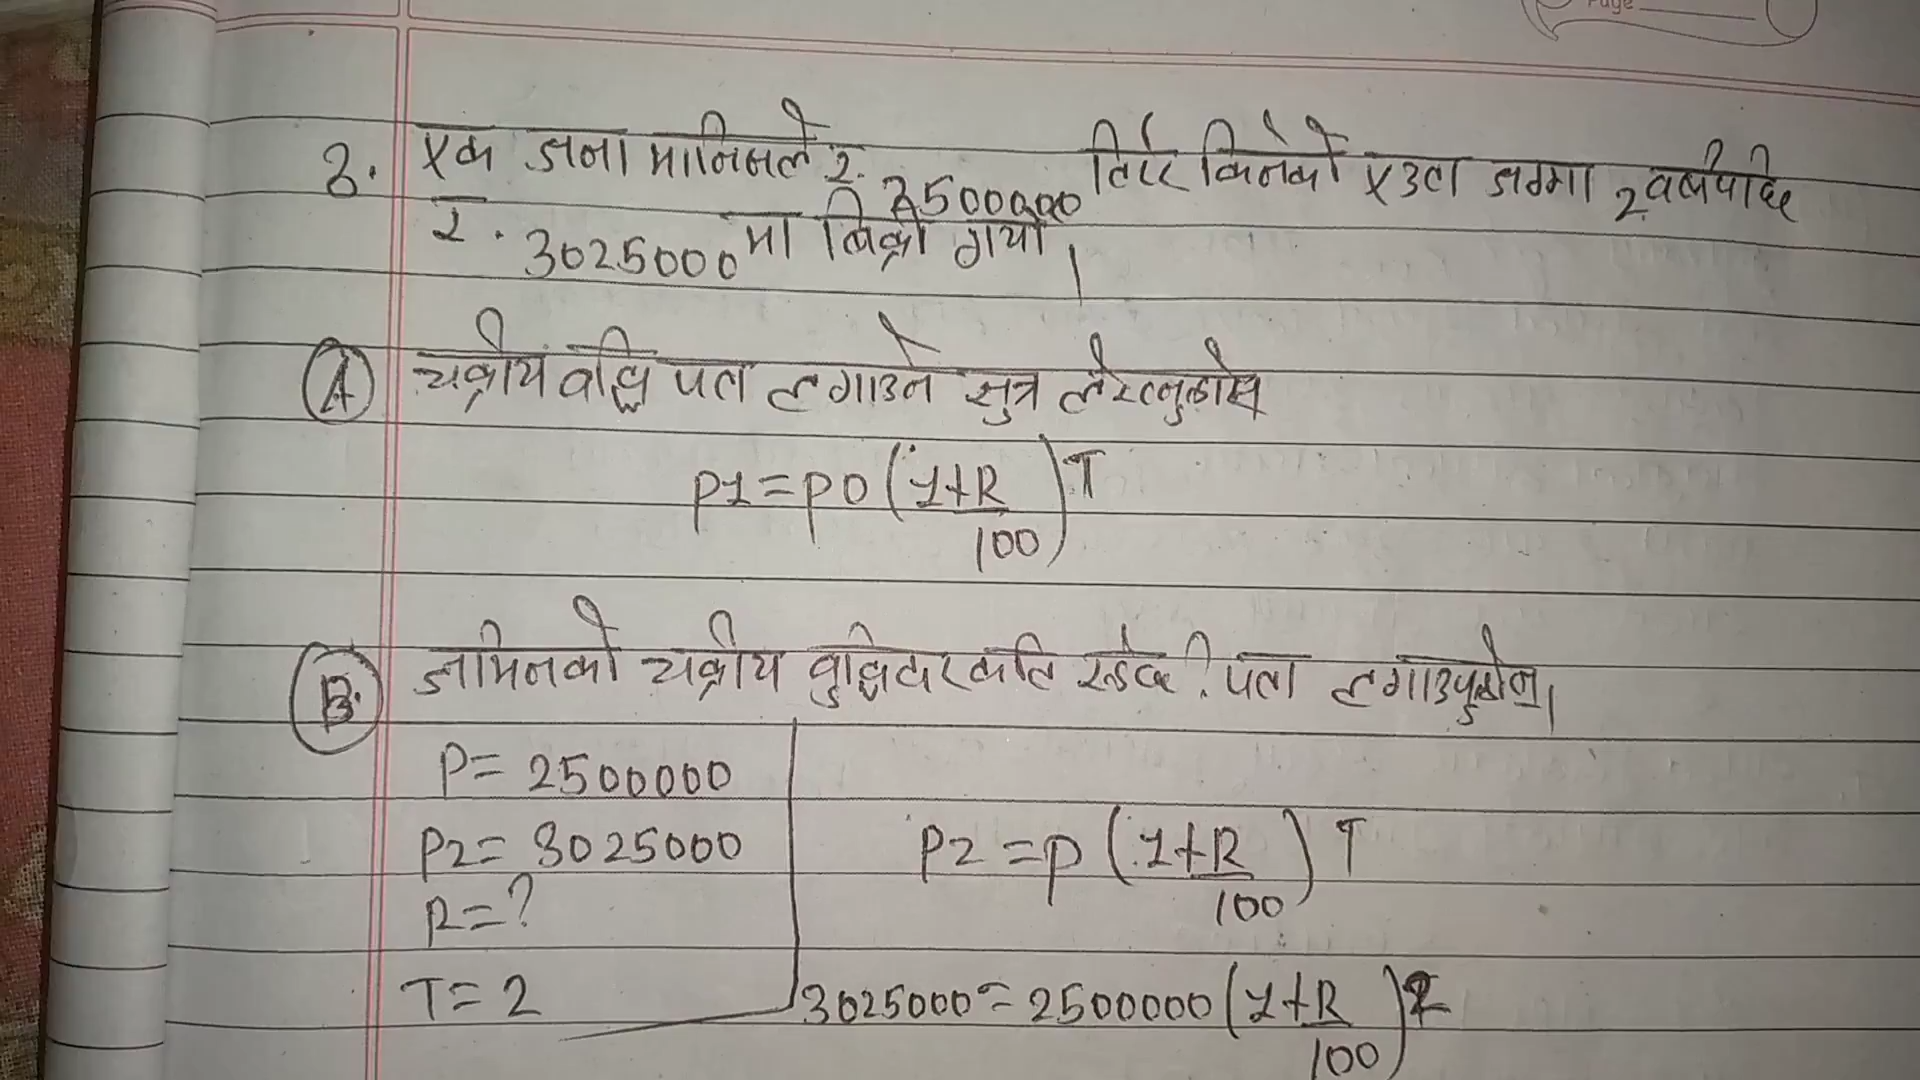 Page
3. एक जना मानिसले रु. 2500000 तिरेर किनेको एउटा जग्गा 2 वर्षपछि
रु. 3025000 मा बिक्री गर्यो ।
(A) चक्रीय वृद्धि पत्ता लगाउने सुत्र लेख्नुहोस
P1 = P0 (1+R/100)^T
(B.) जमिनको चक्रीय वृद्धिदर कति रहेछ ? पत्ता लगाउनुहोस् ।
P = 2500000
P2 = 3025000
R = ?
T = 2
P2 = P (1+R/100)^T
3025000 = 2500000 (1+R/100)^2